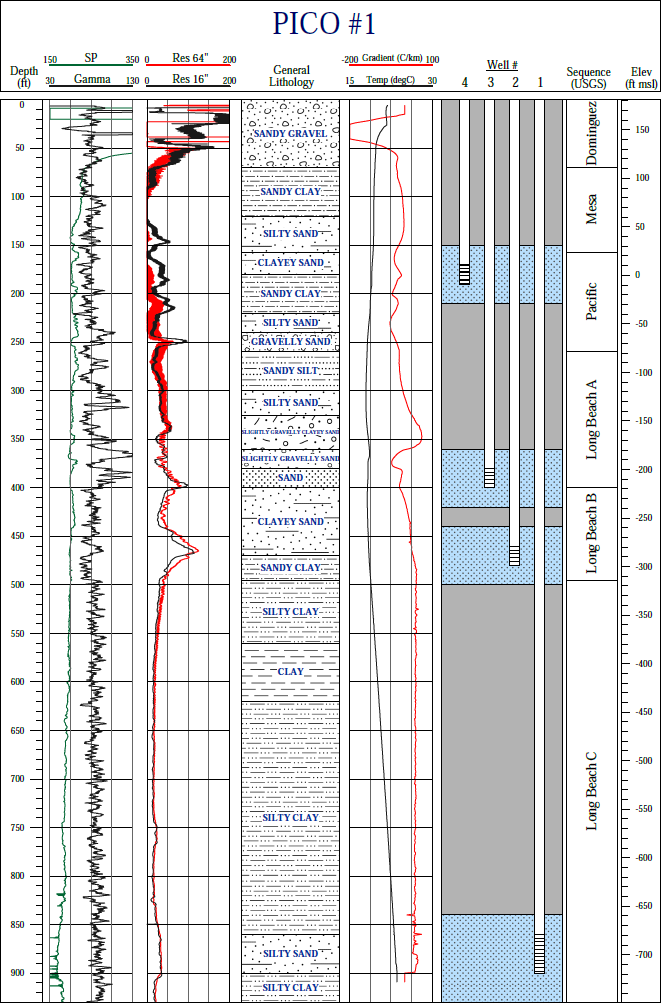 PICO #1
150 SP 350
30 Gamma 130
Res 64" 200
0 Res 16" 200
Depth
(ft)
General
Lithology
-200 Gradient (C/km) 100
15 Temp (degC) 30
Well #
4 3 2 1
Sequence
(USGS)
Elev
(ft msl)
0
50
100
150
200
250
300
350
400
450
500
550
600
650
700
750
800
850
900
SANDY GRAVEL
SANDY CLAY
SILTY SAND
CLAYEY SAND
SANDY CLAY
SILTY SAND
GRAVELLY SAND
SANDY SILT
SILTY SAND
SLIGHTLY GRAVELLY CLAYEY SAND
SLIGHTLY GRAVELLY SAND
SAND
CLAYEY SAND
SANDY CLAY
SILTY CLAY
CLAY
SILTY CLAY
SILTY SAND
SILTY CLAY
Dominguez
Mesa
Pacific
Long Beach A
Long Beach B
Long Beach C
150
100
50
0
-50
-100
-150
-200
-250
-300
-350
-400
-450
-500
-550
-600
-650
-700